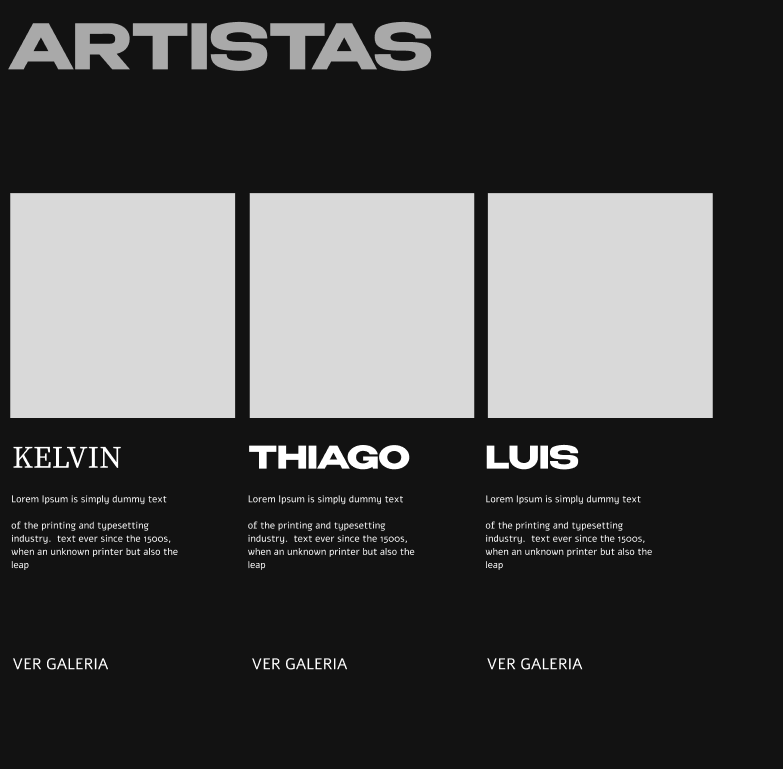 ARTISTAS
KELVIN
Lorem Ipsum is simply dummy text
of the printing and typesetting
industry.  text ever since the 1500s,
when an unknown printer but also the
leap
VER GALERIA
THIAGO
Lorem Ipsum is simply dummy text
of the printing and typesetting
industry.  text ever since the 1500s,
when an unknown printer but also the
leap
VER GALERIA
LUIS
Lorem Ipsum is simply dummy text
of the printing and typesetting
industry.  text ever since the 1500s,
when an unknown printer but also the
leap
VER GALERIA